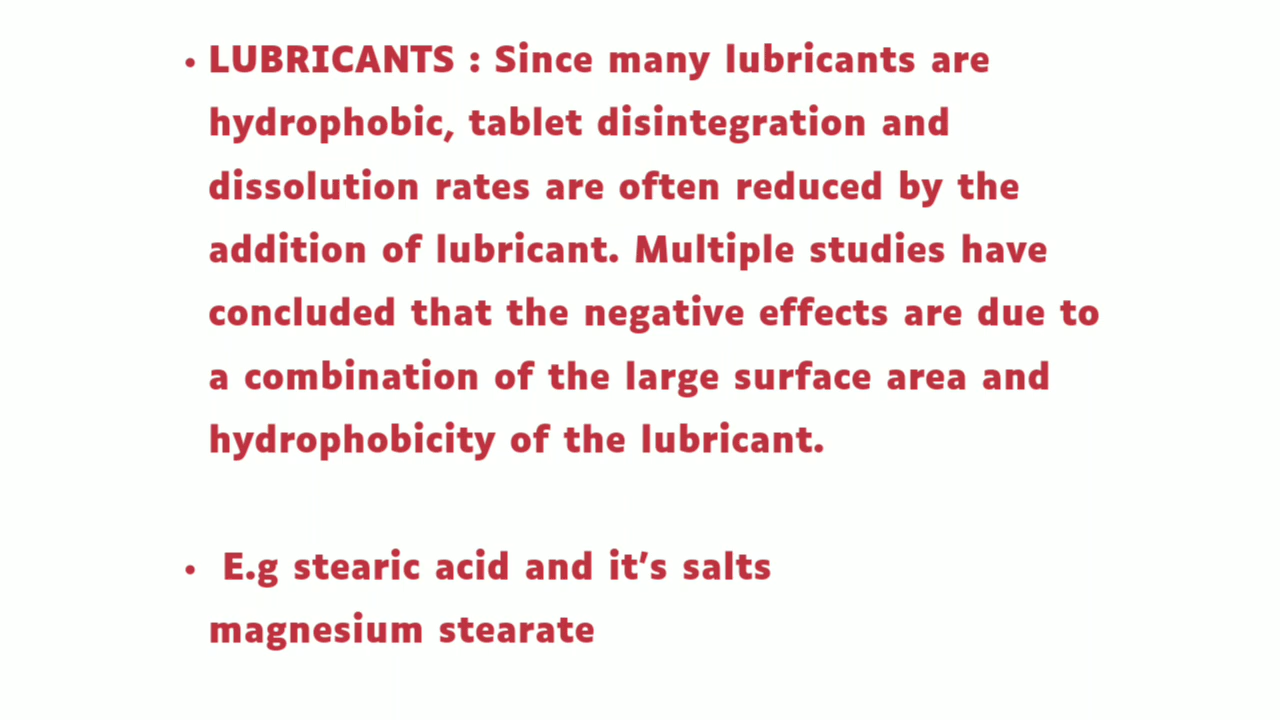 • LUBRICANTS : Since many lubricants are
hydrophobic, tablet disintegration and
dissolution rates are often reduced by the
addition of lubricant. Multiple studies have
concluded that the negative effects are due to
a combination of the large surface area and
hydrophobicity of the lubricant.
• E.g stearic acid and it’s salts
magnesium stearate